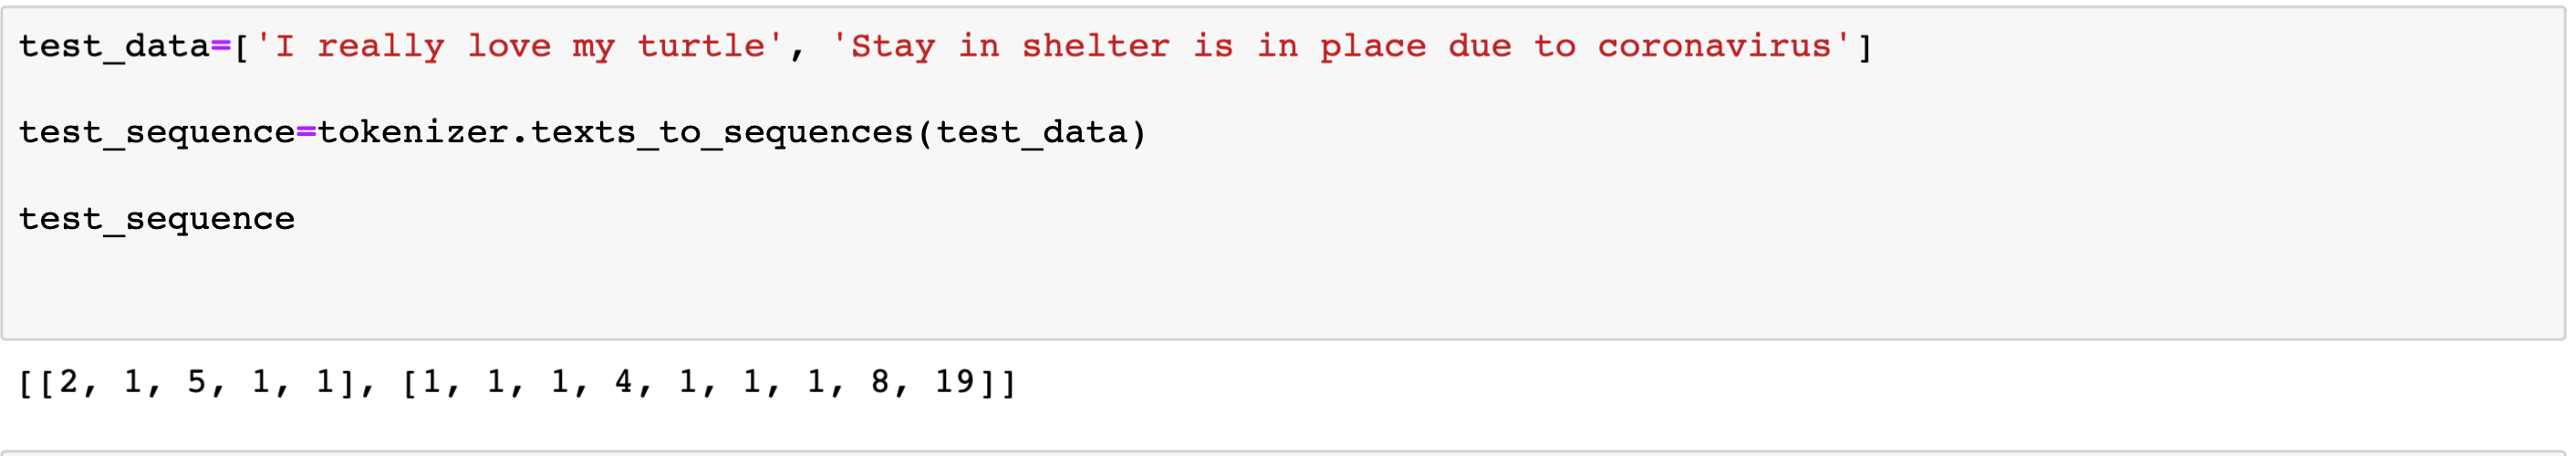 test_data=['I really love my turtle', 'Stay in shelter is in place due to coronavirus']
test_sequence=tokenizer.texts_to_sequences(test_data)
test_sequence
[[2, 1, 5, 1, 1], [1, 1, 1, 4, 1, 1, 1, 8, 19]]